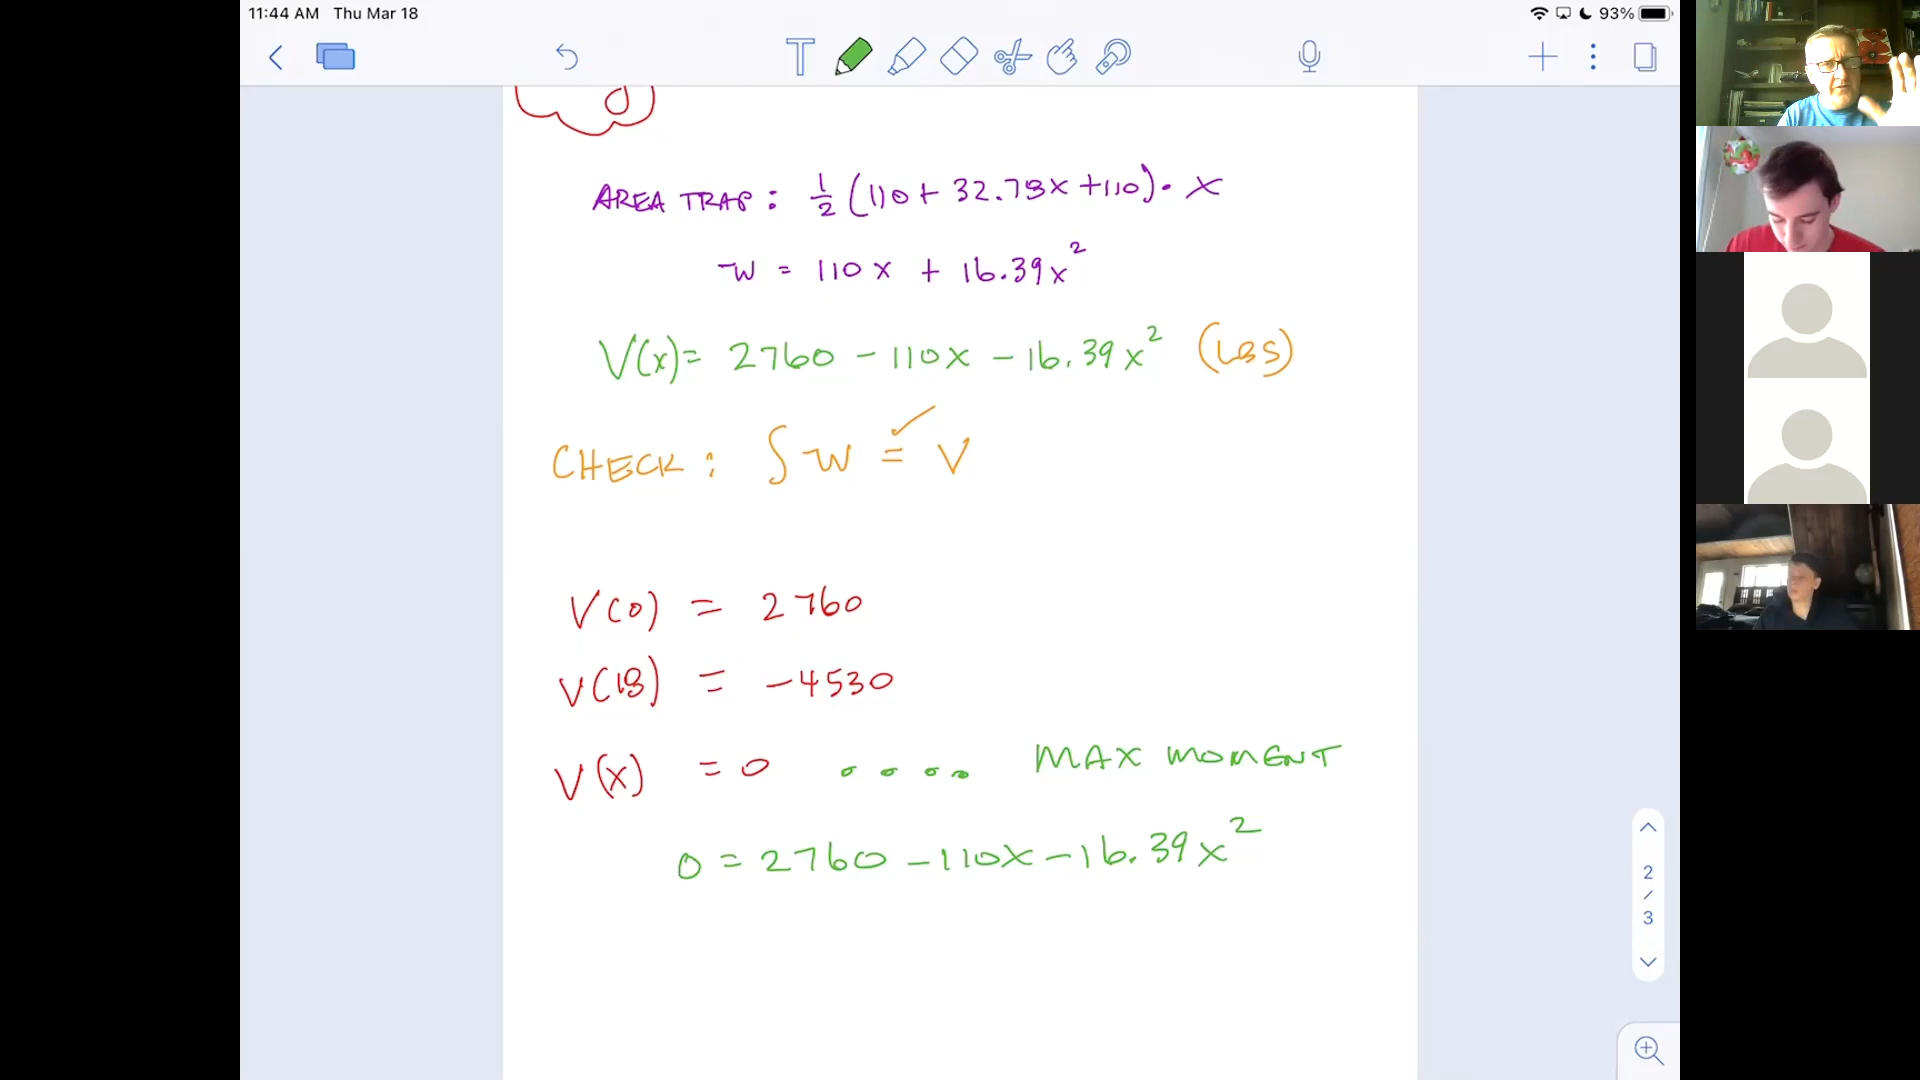 11:44 AM Thu Mar 18
93%
AREA TRAP: 1/2 (110 + 32.78x + 110) • x
w = 110x + 16.39x²
V(x) = 2760 - 110x - 16.39x² (LBS)
CHECK: ∫ w = V
V(0) = 2760
V(18) = -4530
V(x) = 0 .... MAX MOMENT
0 = 2760 - 110x - 16.39x²
2
/
3